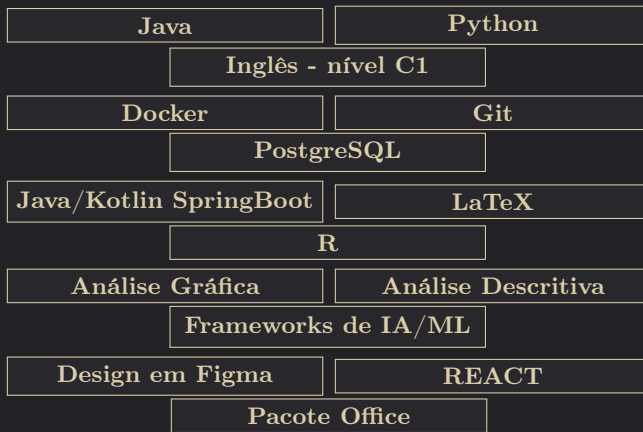 Java
Python
Inglês - nível C1
Docker
Git
PostgreSQL
Java/Kotlin SpringBoot
LaTeX
R
Análise Gráfica
Análise Descritiva
Frameworks de IA/ML
Design em Figma
REACT
Pacote Office